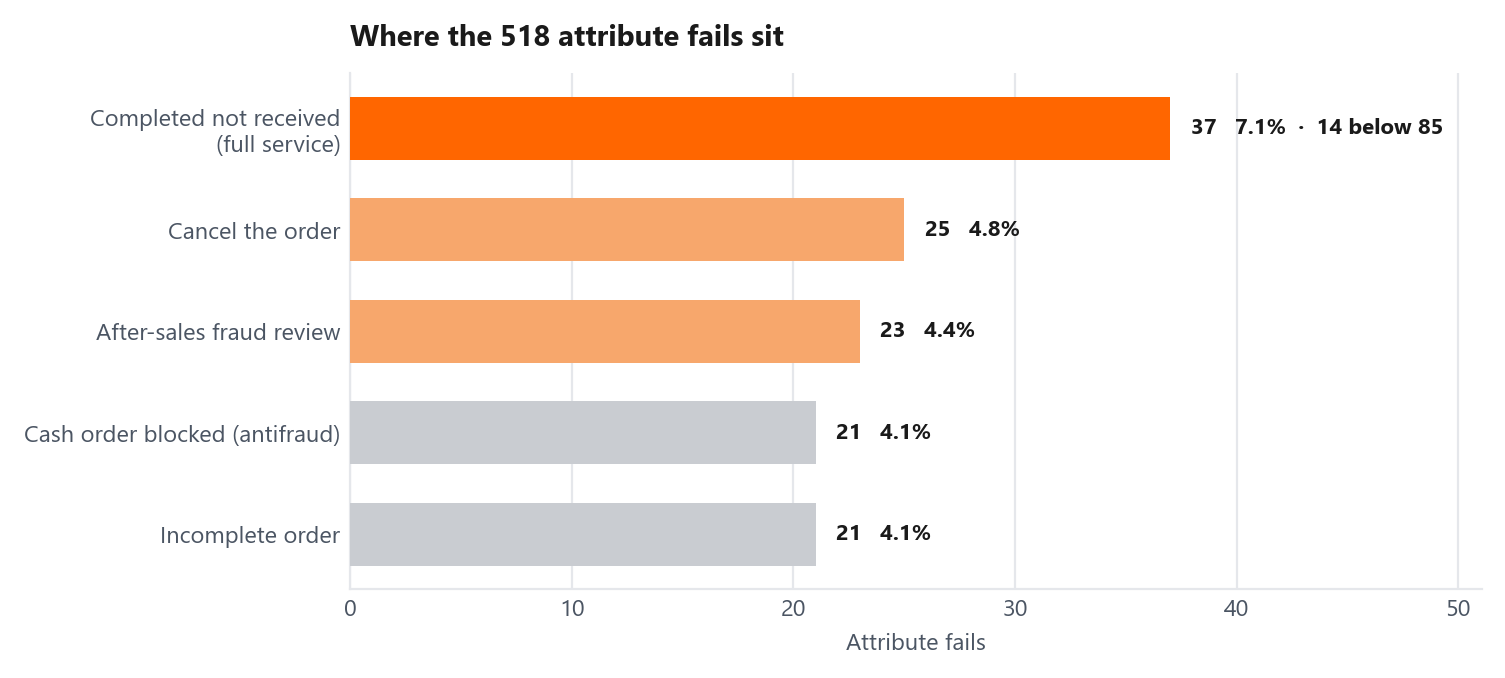 Where the 518 attribute fails sit
Completed not received
(full service)
37 7.1% · 14 below 85
Cancel the order
25 4.8%
After-sales fraud review
23 4.4%
Cash order blocked (antifraud)
21 4.1%
Incomplete order
21 4.1%
0 10 20 30 40 50
Attribute fails